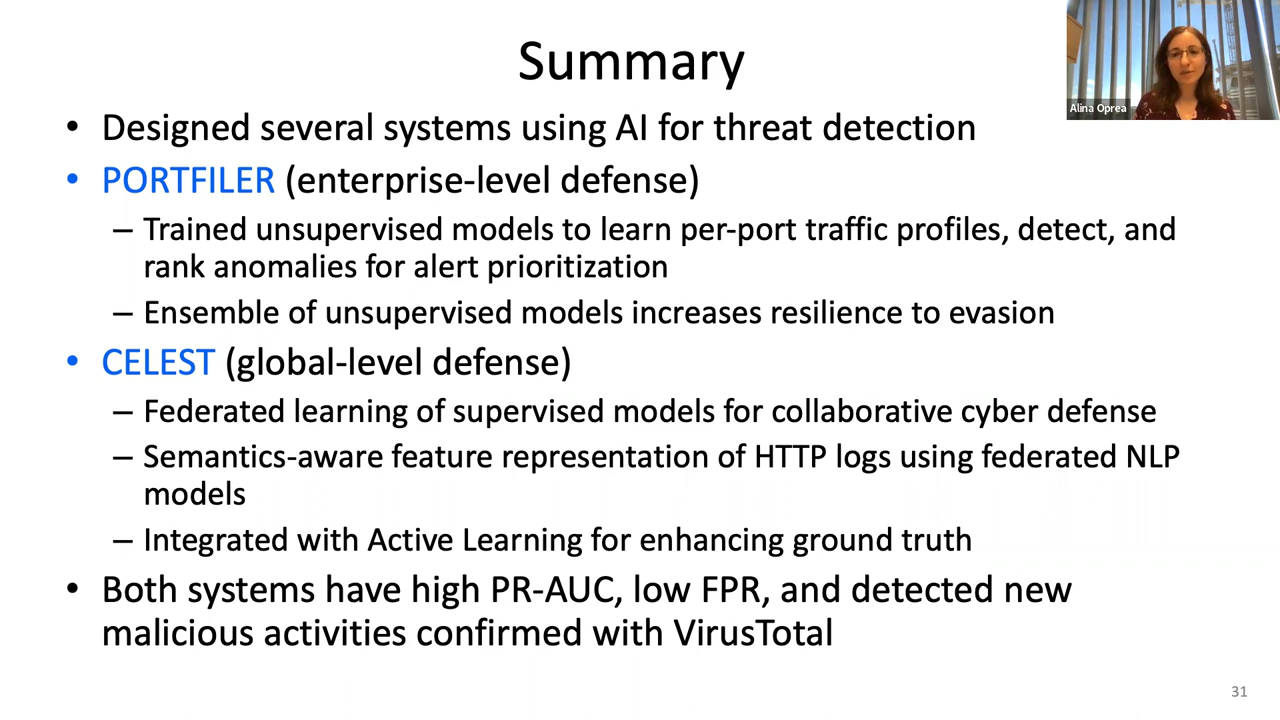 Summary
Alina Oprea
• Designed several systems using AI for threat detection
• PORTFILER (enterprise-level defense)
– Trained unsupervised models to learn per-port traffic profiles, detect, and
rank anomalies for alert prioritization
– Ensemble of unsupervised models increases resilience to evasion
• CELEST (global-level defense)
– Federated learning of supervised models for collaborative cyber defense
– Semantics-aware feature representation of HTTP logs using federated NLP
models
– Integrated with Active Learning for enhancing ground truth
• Both systems have high PR-AUC, low FPR, and detected new
malicious activities confirmed with VirusTotal
31